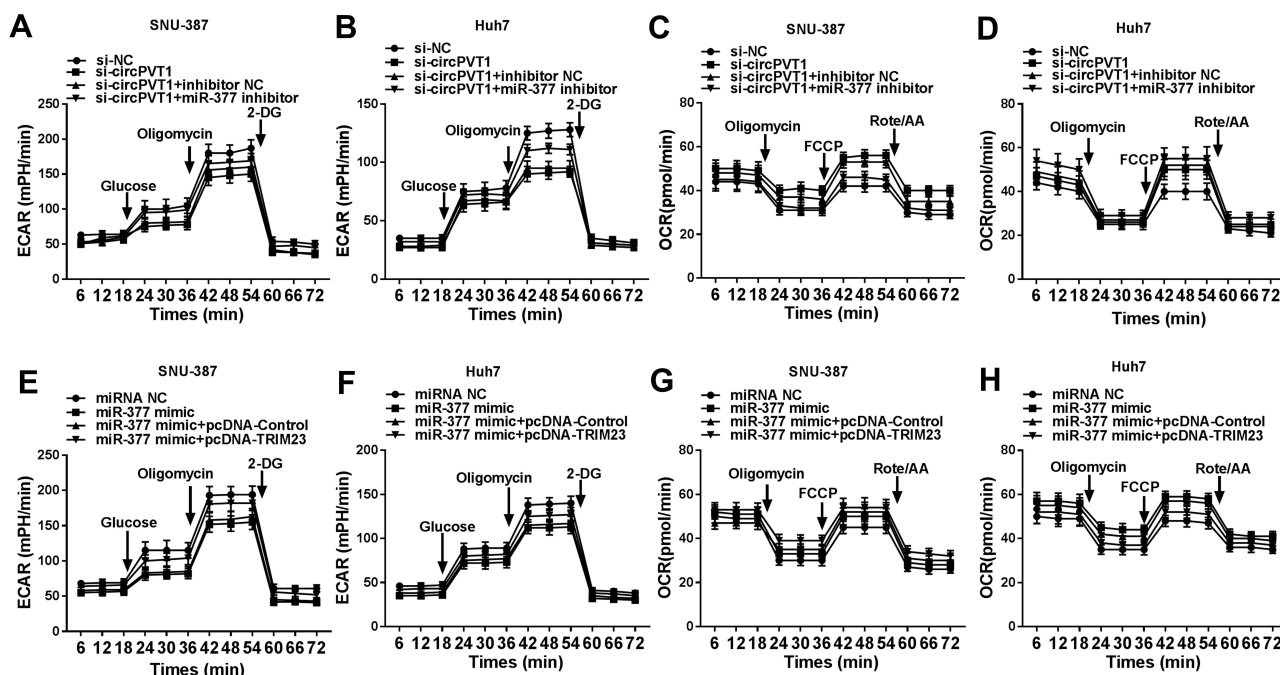 A
SNU-387
si-NC
si-circPVT1
si-circPVT1+inhibitor NC
si-circPVT1+miR-377 inhibitor
250
200
150
100
50
0
ECAR (mPH/min)
Glucose
Oligomycin
2-DG
6 12 18 24 30 36 42 48 54 60 66 72
Times (min)
B
Huh7
si-NC
si-circPVT1
si-circPVT1+inhibitor NC
si-circPVT1+miR-377 inhibitor
150
100
50
0
ECAR (mPH/min)
Glucose
Oligomycin
2-DG
6 12 18 24 30 36 42 48 54 60 66 72
Times (min)
C
SNU-387
si-NC
si-circPVT1
si-circPVT1+inhibitor NC
si-circPVT1+miR-377 inhibitor
80
60
40
20
0
OCR(pmol/min)
Oligomycin
FCCP
Rote/AA
6 12 18 24 30 36 42 48 54 60 66 72
Times (min)
D
Huh7
si-NC
si-circPVT1
si-circPVT1+inhibitor NC
si-circPVT1+miR-377 inhibitor
80
60
40
20
0
OCR(pmol/min)
Oligomycin
FCCP
Rote/AA
6 12 18 24 30 36 42 48 54 60 66 72
Times (min)
E
SNU-387
miRNA NC
miR-377 mimic
miR-377 mimic+pcDNA-Control
miR-377 mimic+pcDNA-TRIM23
250
200
150
100
50
0
ECAR (mPH/min)
Glucose
Oligomycin
2-DG
6 12 18 24 30 36 42 48 54 60 66 72
Times (min)
F
Huh7
miRNA NC
miR-377 mimic
miR-377 mimic+pcDNA-Control
miR-377 mimic+pcDNA-TRIM23
200
150
100
50
0
ECAR (mPH/min)
Glucose
Oligomycin
2-DG
6 12 18 24 30 36 42 48 54 60 66 72
Times (min)
G
SNU-387
miRNA NC
miR-377 mimic
miR-377 mimic+pcDNA-Control
miR-377 mimic+pcDNA-TRIM23
80
60
40
20
0
OCR(pmol/min)
Oligomycin
FCCP
Rote/AA
6 12 18 24 30 36 42 48 54 60 66 72
Times (min)
H
Huh7
miRNA NC
miR-377 mimic
miR-377 mimic+pcDNA-Control
miR-377 mimic+pcDNA-TRIM23
80
60
40
20
0
OCR(pmol/min)
Oligomycin
FCCP
Rote/AA
6 12 18 24 30 36 42 48 54 60 66 72
Times (min)